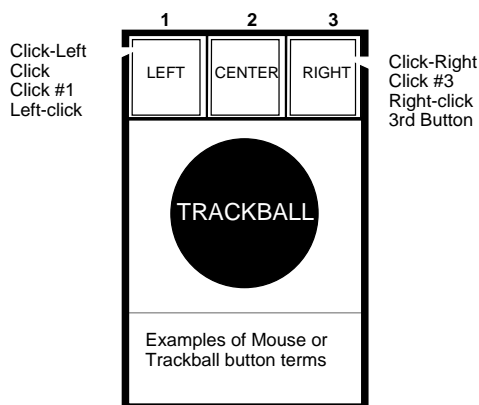 1 2 3
Click-Left
Click
Click #1
Left-click
LEFT CENTER RIGHT
Click-Right
Click #3
Right-click
3rd Button
TRACKBALL
Examples of Mouse or
Trackball button terms